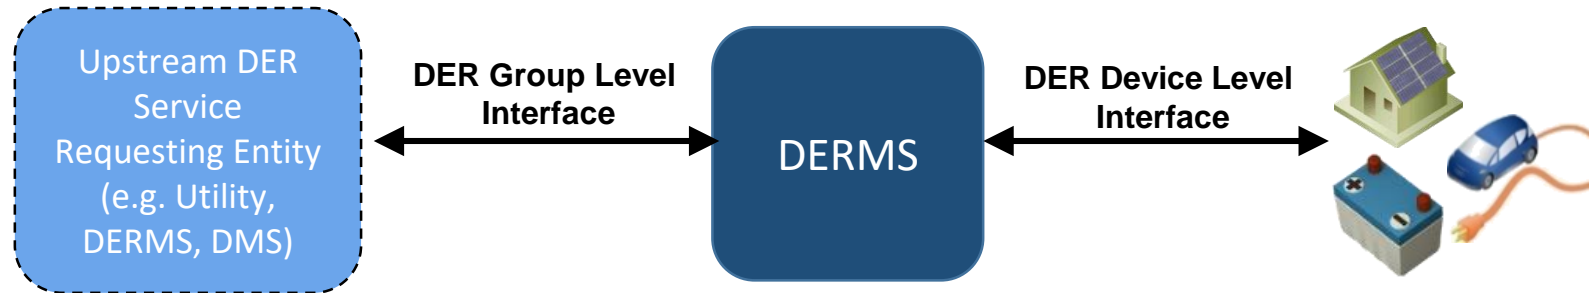 Upstream DER
Service
Requesting Entity
(e.g. Utility,
DERMS, DMS)
DER Group Level
Interface
DERMS
DER Device Level
Interface